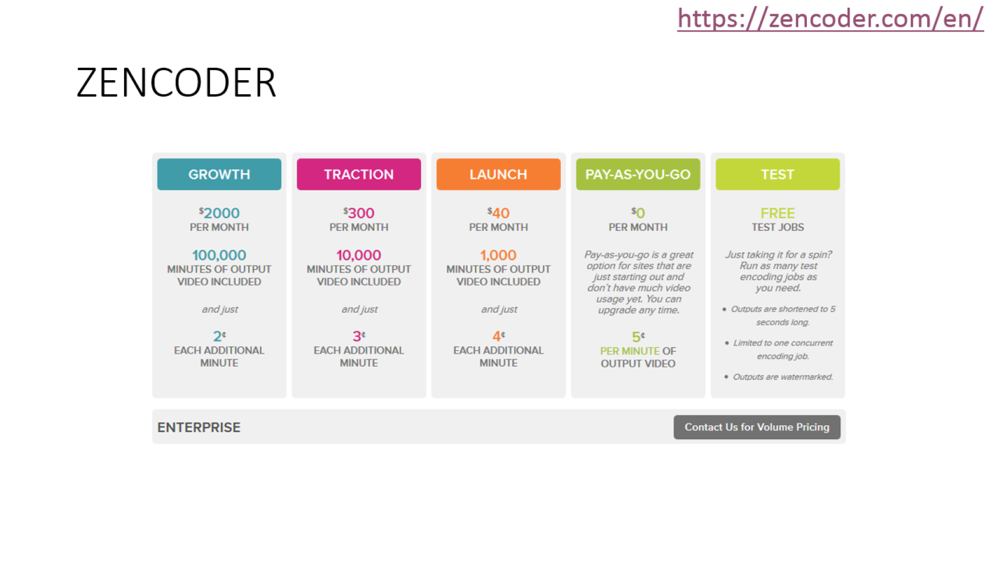 https://zencoder.com/en/
ZENCODER
GROWTH
$2000
PER MONTH
100,000
MINUTES OF OUTPUT
VIDEO INCLUDED
and just
2¢
EACH ADDITIONAL
MINUTE
TRACTION
$300
PER MONTH
10,000
MINUTES OF OUTPUT
VIDEO INCLUDED
and just
3¢
EACH ADDITIONAL
MINUTE
LAUNCH
$40
PER MONTH
1,000
MINUTES OF OUTPUT
VIDEO INCLUDED
and just
4¢
EACH ADDITIONAL
MINUTE
PAY-AS-YOU-GO
$0
PER MONTH
Pay-as-you-go is a great
option for sites that are
just starting out and
don't have much video
usage yet. You can
upgrade any time.
5¢
PER MINUTE OF
OUTPUT VIDEO
TEST
FREE
TEST JOBS
Just taking it for a spin?
Run as many test
encoding jobs as
you need.
• Outputs are shortened to 5
seconds long.
• Limited to one concurrent
encoding job.
• Outputs are watermarked.
ENTERPRISE
Contact Us for Volume Pricing